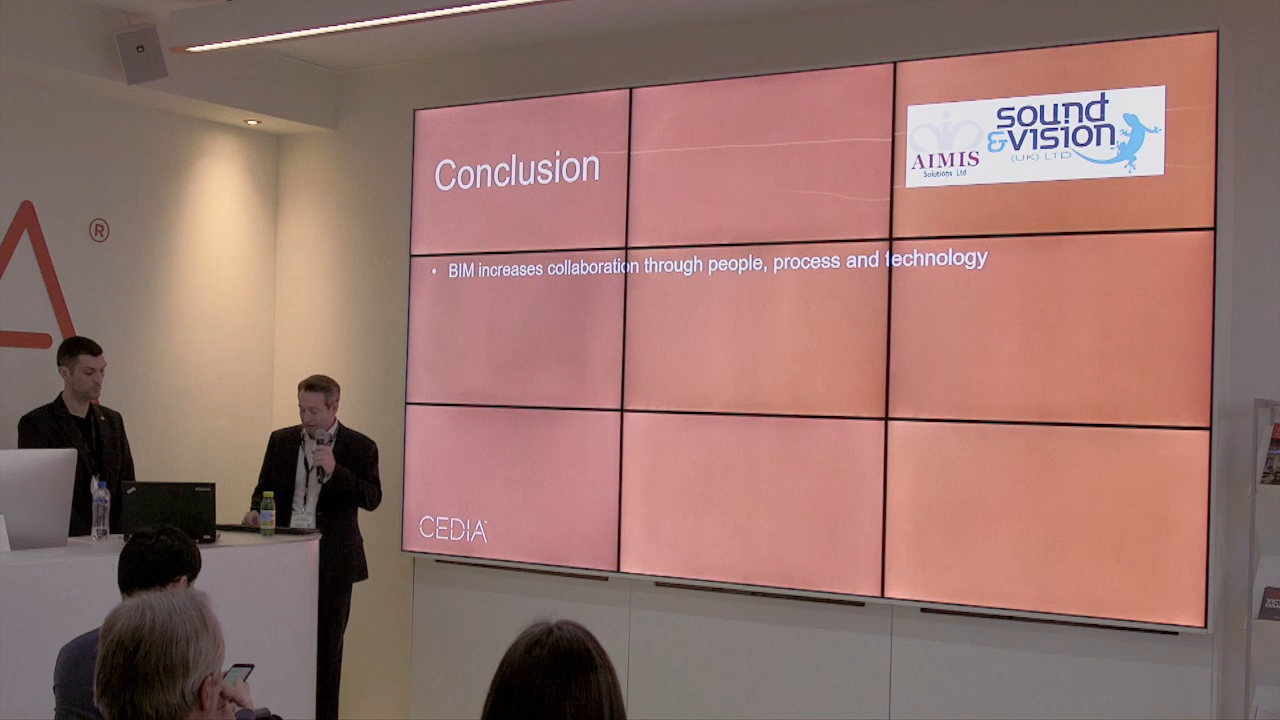 A®
Conclusion
AIMIS
Solutions Ltd
sound
&vision
(UK) LTD
• BIM increases collaboration through people, process and technology
CEDIA